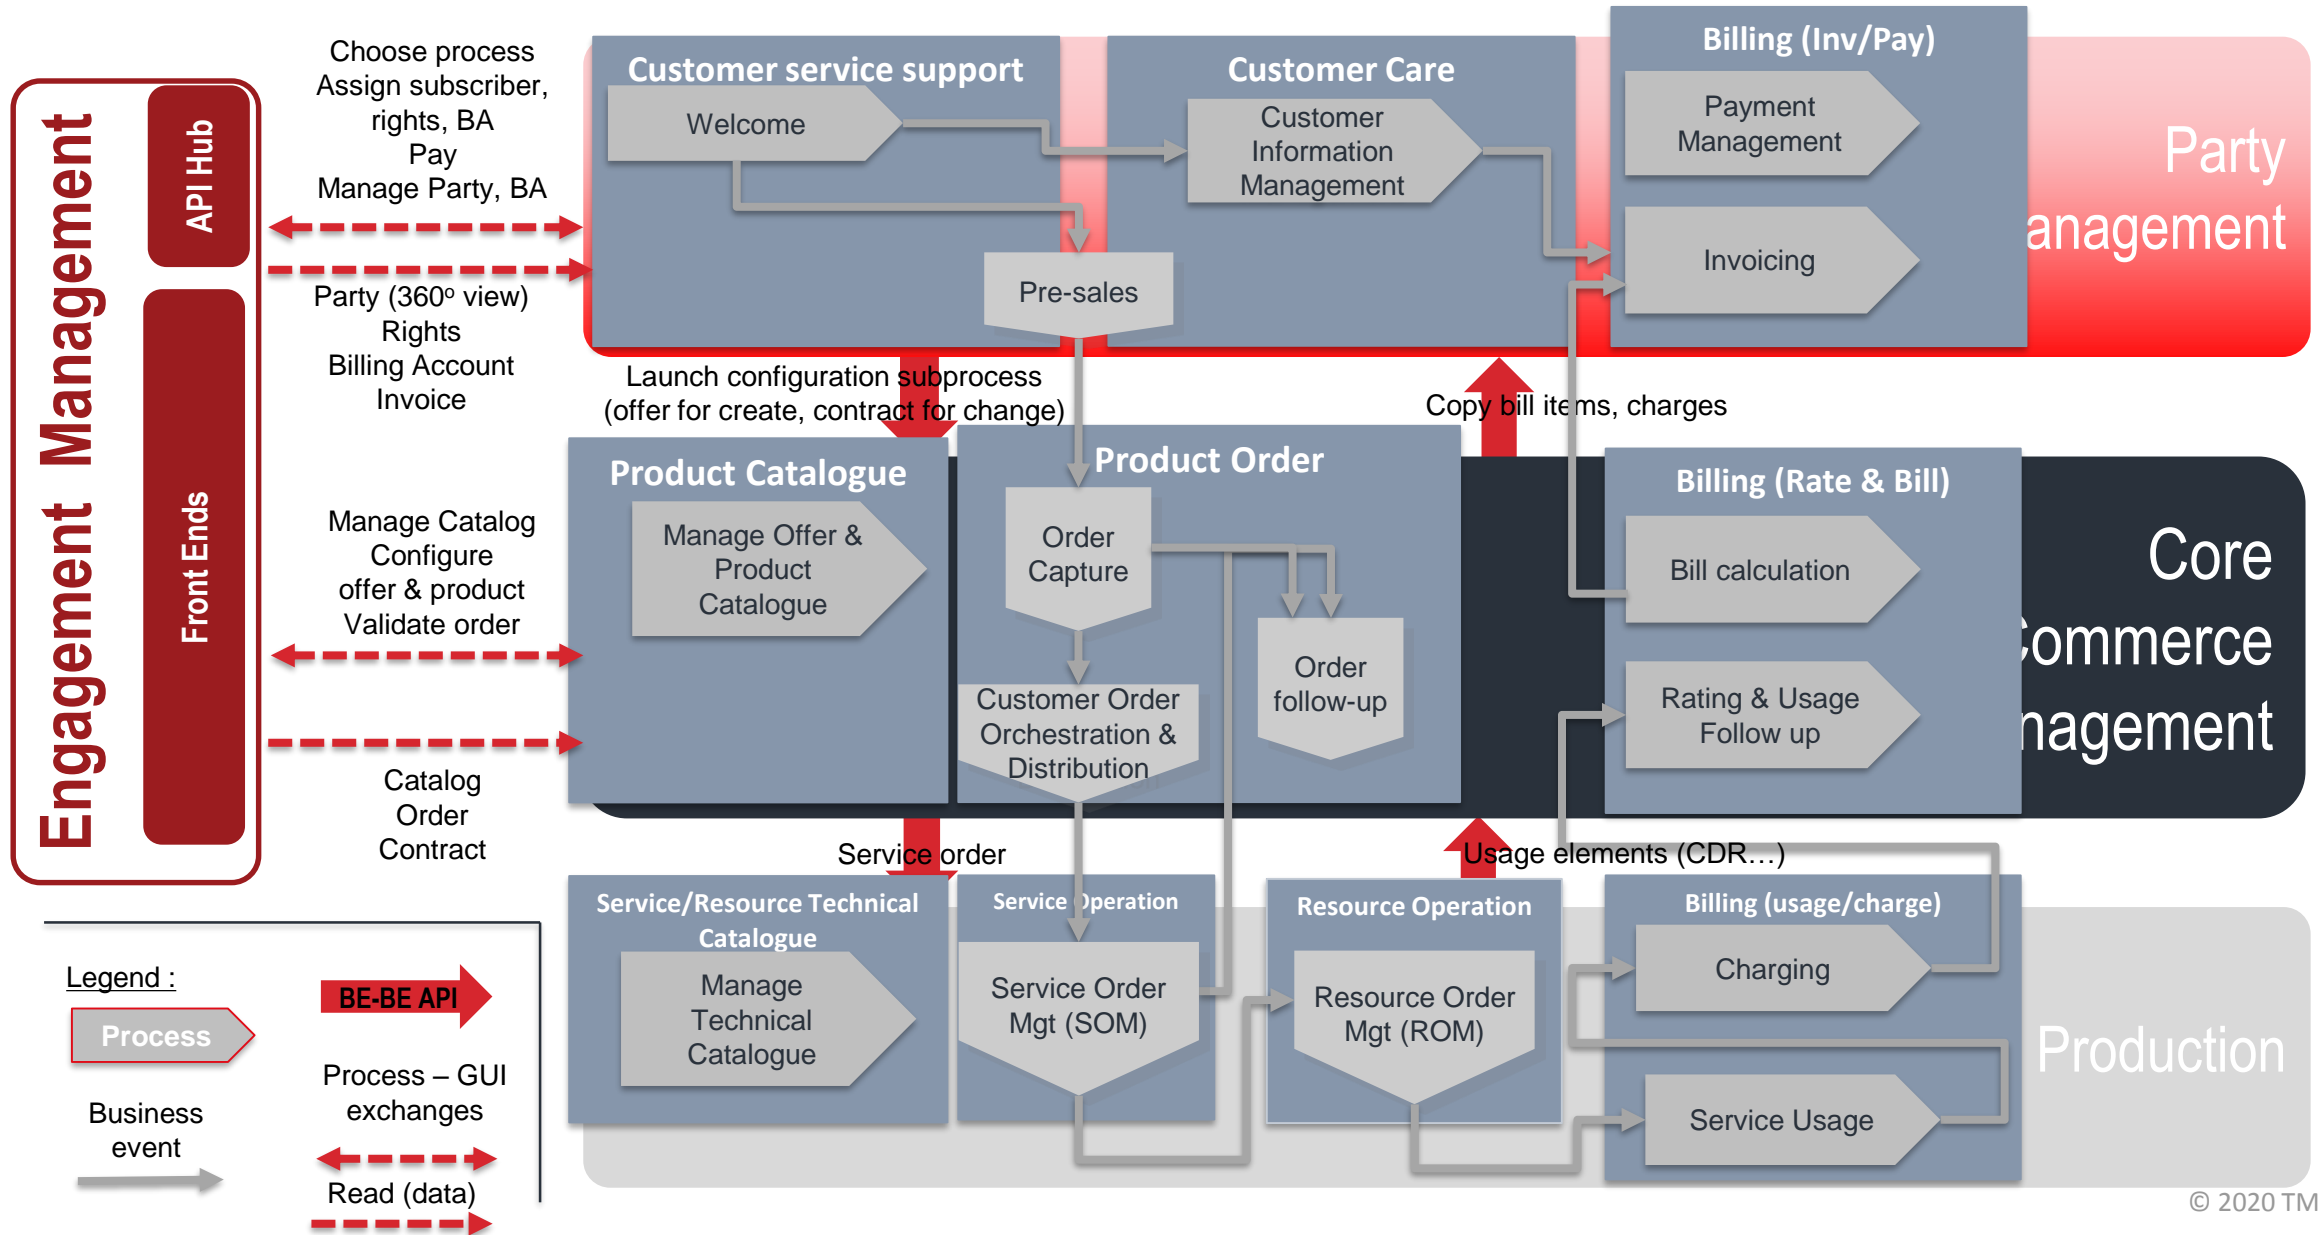 Engagement Management
API Hub
Front Ends
Choose process
Assign subscriber,
rights, BA
Pay
Manage Party, BA
Party (360º view)
Rights
Billing Account
Invoice
Manage Catalog
Configure
offer & product
Validate order
Catalog
Order
Contract
Customer service support
Welcome
Pre-sales
Customer Care
Customer
Information
Management
Billing (Inv/Pay)
Payment
Management
Invoicing
Party
anagement
Launch configuration subprocess
(offer for create, contract for change)
Copy bill items, charges
Product Catalogue
Manage Offer &
Product
Catalogue
Product Order
Order
Capture
Customer Order
Orchestration &
Distribution
Order
follow-up
Billing (Rate & Bill)
Bill calculation
Rating & Usage
Follow up
Core
Commerce
nagement
Service order
Usage elements (CDR…)
Service/Resource Technical
Catalogue
Manage
Technical
Catalogue
Service Operation
Service Order
Mgt (SOM)
Resource Operation
Resource Order
Mgt (ROM)
Billing (usage/charge)
Charging
Service Usage
Production
Legend :
Process
BE-BE API
Business
event
Process – GUI
exchanges
Read (data)
© 2020 TM